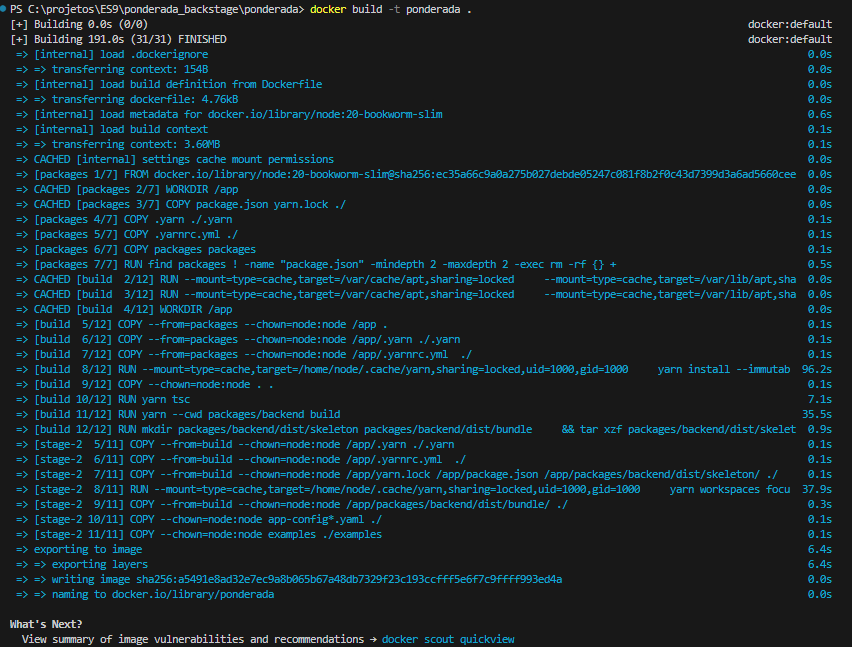 PS C:\projetos\ES9\ponderada_backstage\ponderada> docker build -t ponderada .
[+] Building 0.0s (0/0) docker:default
[+] Building 191.0s (31/31) FINISHED docker:default
=> [internal] load .dockerignore 0.0s
=> => transferring context: 154B 0.0s
=> [internal] load build definition from Dockerfile 0.0s
=> => transferring dockerfile: 4.76kB 0.0s
=> [internal] load metadata for docker.io/library/node:20-bookworm-slim 0.6s
=> [internal] load build context 0.1s
=> => transferring context: 3.60MB 0.1s
=> CACHED [internal] settings cache mount permissions 0.0s
=> [packages 1/7] FROM docker.io/library/node:20-bookworm-slim@sha256:ec35a66c9a0a275b027debde05247c081f8b2f0c43d7399d3a6ad5660cee 0.0s
=> CACHED [packages 2/7] WORKDIR /app 0.0s
=> CACHED [packages 3/7] COPY package.json yarn.lock ./ 0.0s
=> [packages 4/7] COPY .yarn ./.yarn 0.1s
=> [packages 5/7] COPY .yarnrc.yml ./ 0.1s
=> [packages 6/7] COPY packages packages 0.1s
=> [packages 7/7] RUN find packages ! -name "package.json" -mindepth 2 -maxdepth 2 -exec rm -rf {} + 0.5s
=> CACHED [build 2/12] RUN --mount=type=cache,target=/var/cache/apt,sharing=locked --mount=type=cache,target=/var/lib/apt,sha 0.0s
=> CACHED [build 3/12] RUN --mount=type=cache,target=/var/cache/apt,sharing=locked --mount=type=cache,target=/var/lib/apt,sha 0.0s
=> CACHED [build 4/12] WORKDIR /app 0.0s
=> [build 5/12] COPY --from=packages --chown=node:node /app . 0.1s
=> [build 6/12] COPY --from=packages --chown=node:node /app/.yarn ./.yarn 0.1s
=> [build 7/12] COPY --from=packages --chown=node:node /app/.yarnrc.yml ./ 0.1s
=> [build 8/12] RUN --mount=type=cache,target=/home/node/.cache/yarn,sharing=locked,uid=1000,gid=1000 yarn install --immutab 96.2s
=> [build 9/12] COPY --chown=node:node . . 0.1s
=> [build 10/12] RUN yarn tsc 7.1s
=> [build 11/12] RUN yarn --cwd packages/backend build 35.5s
=> [build 12/12] RUN mkdir packages/backend/dist/skeleton packages/backend/dist/bundle && tar xzf packages/backend/dist/skelet 0.9s
=> [stage-2 5/11] COPY --from=build --chown=node:node /app/.yarn ./.yarn 0.1s
=> [stage-2 6/11] COPY --from=build --chown=node:node /app/.yarnrc.yml ./ 0.1s
=> [stage-2 7/11] COPY --from=build --chown=node:node /app/yarn.lock /app/package.json /app/packages/backend/dist/skeleton/ ./ 0.1s
=> [stage-2 8/11] RUN --mount=type=cache,target=/home/node/.cache/yarn,sharing=locked,uid=1000,gid=1000 yarn workspaces focu 37.9s
=> [stage-2 9/11] COPY --from=build --chown=node:node /app/packages/backend/dist/bundle/ ./ 0.3s
=> [stage-2 10/11] COPY --chown=node:node app-config*.yaml ./ 0.1s
=> [stage-2 11/11] COPY --chown=node:node examples ./examples 0.1s
=> exporting to image 6.4s
=> => exporting layers 6.4s
=> => writing image sha256:a5491e8ad32e7ec9a8b065b67a48db7329f23c193ccfff5e6f7c9ffff993ed4a 0.0s
=> => naming to docker.io/library/ponderada 0.0s
What's Next?
View summary of image vulnerabilities and recommendations → docker scout quickview